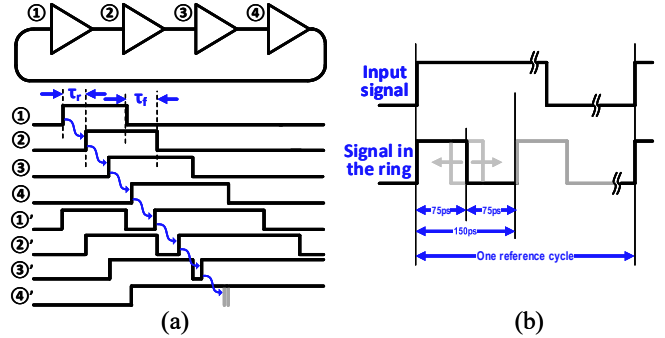 ① ② ③ ④
τr τf
①
②
③
④
①'
②'
③'
④'
(a)
Input
signal
Signal in
the ring
75ps 75ps
150ps
One reference cycle
(b)